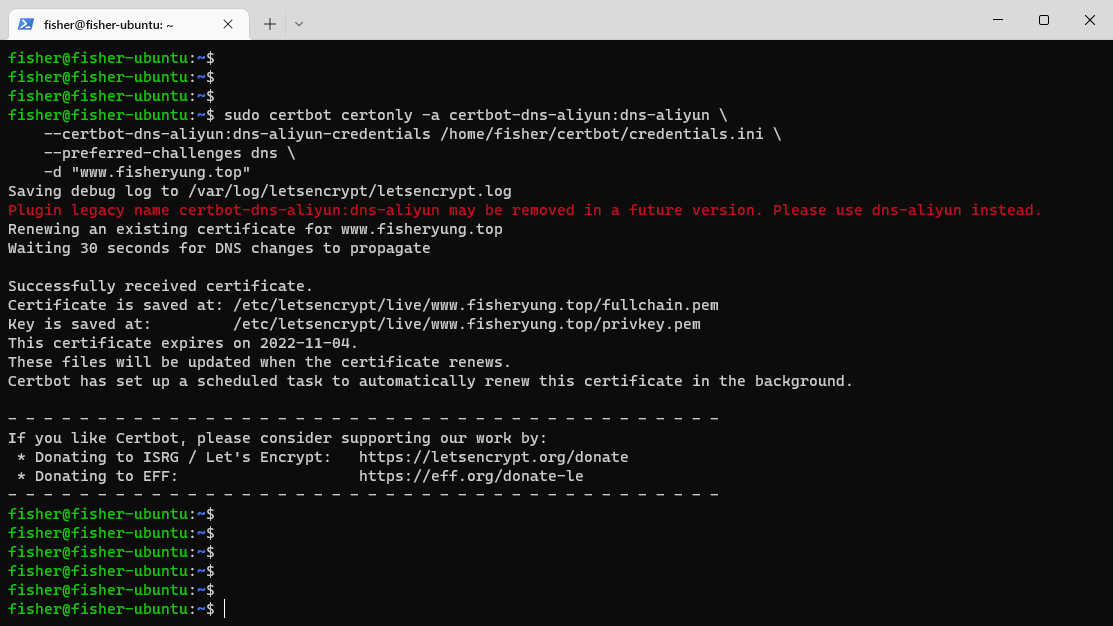 fisher@fisher-ubuntu: ~
fisher@fisher-ubuntu:~$
fisher@fisher-ubuntu:~$
fisher@fisher-ubuntu:~$
fisher@fisher-ubuntu:~$ sudo certbot certonly -a certbot-dns-aliyun:dns-aliyun \
    --certbot-dns-aliyun:dns-aliyun-credentials /home/fisher/certbot/credentials.ini \
    --preferred-challenges dns \
    -d "www.fisheryung.top"
Saving debug log to /var/log/letsencrypt/letsencrypt.log
Plugin legacy name certbot-dns-aliyun:dns-aliyun may be removed in a future version. Please use dns-aliyun instead.
Renewing an existing certificate for www.fisheryung.top
Waiting 30 seconds for DNS changes to propagate

Successfully received certificate.
Certificate is saved at: /etc/letsencrypt/live/www.fisheryung.top/fullchain.pem
Key is saved at:         /etc/letsencrypt/live/www.fisheryung.top/privkey.pem
This certificate expires on 2022-11-04.
These files will be updated when the certificate renews.
Certbot has set up a scheduled task to automatically renew this certificate in the background.

- - - - - - - - - - - - - - - - - - - - - - - - - - - - - - - - - - - - - - - -
If you like Certbot, please consider supporting our work by:
 * Donating to ISRG / Let's Encrypt:   https://letsencrypt.org/donate
 * Donating to EFF:                    https://eff.org/donate-le
- - - - - - - - - - - - - - - - - - - - - - - - - - - - - - - - - - - - - - - -
fisher@fisher-ubuntu:~$
fisher@fisher-ubuntu:~$
fisher@fisher-ubuntu:~$
fisher@fisher-ubuntu:~$
fisher@fisher-ubuntu:~$
fisher@fisher-ubuntu:~$